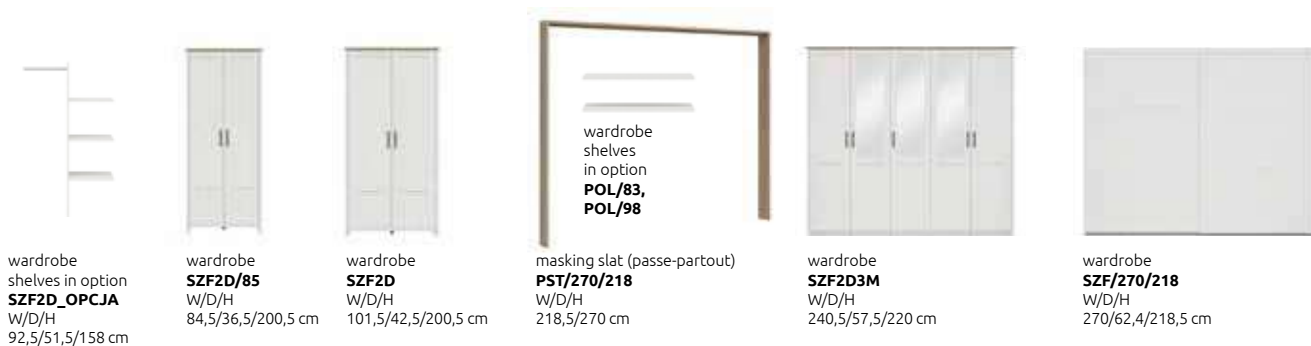 wardrobe
shelves
in option
POL/83,
POL/98
wardrobe
shelves in option
SZF2D_OPCJA
W/D/H
92,5/51,5/158 cm
wardrobe
SZF2D/85
W/D/H
84,5/36,5/200,5 cm
wardrobe
SZF2D
W/D/H
101,5/42,5/200,5 cm
masking slat (passe-partout)
PST/270/218
W/D/H
218,5/270 cm
wardrobe
SZF2D3M
W/D/H
240,5/57,5/220 cm
wardrobe
SZF/270/218
W/D/H
270/62,4/218,5 cm